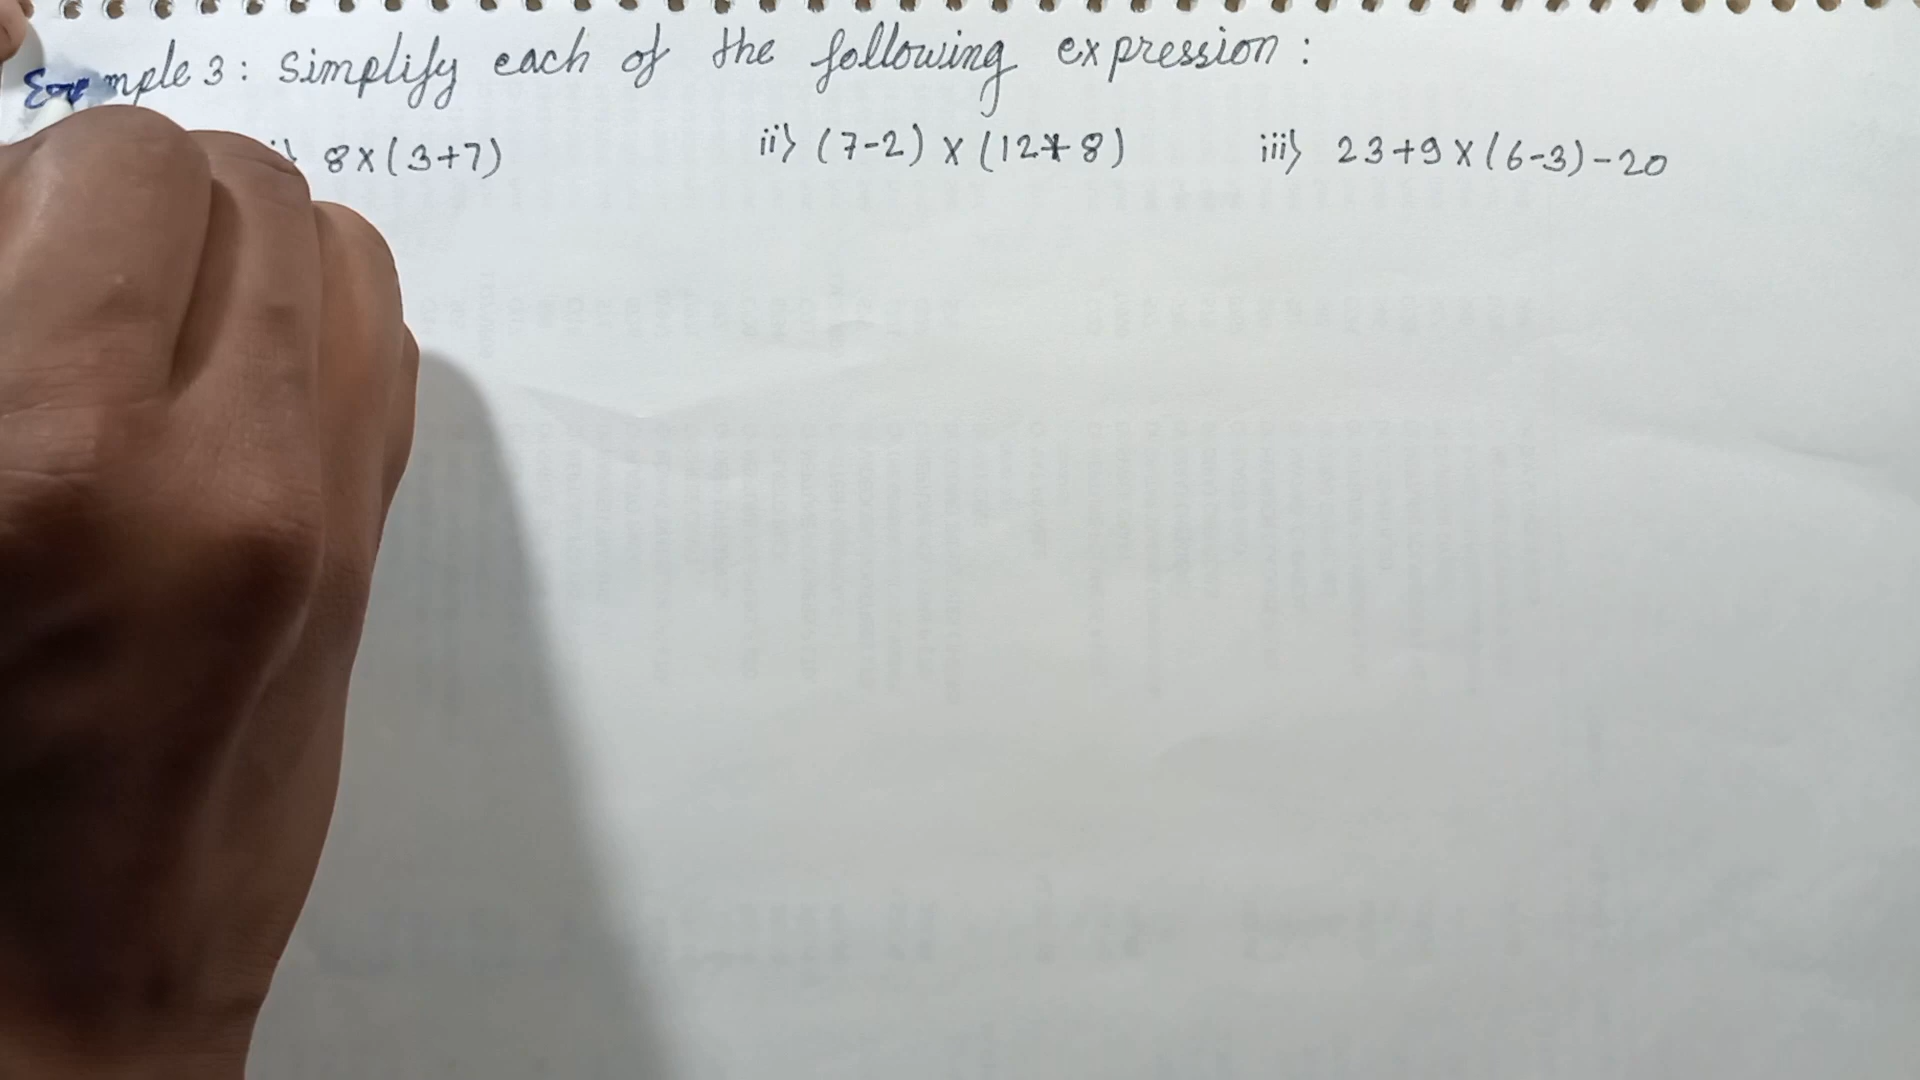 Example 3: Simplify each of the following expression:
i) 8×(3+7) ii) (7-2) × (12+8) iii) 23+9×(6-3)-20